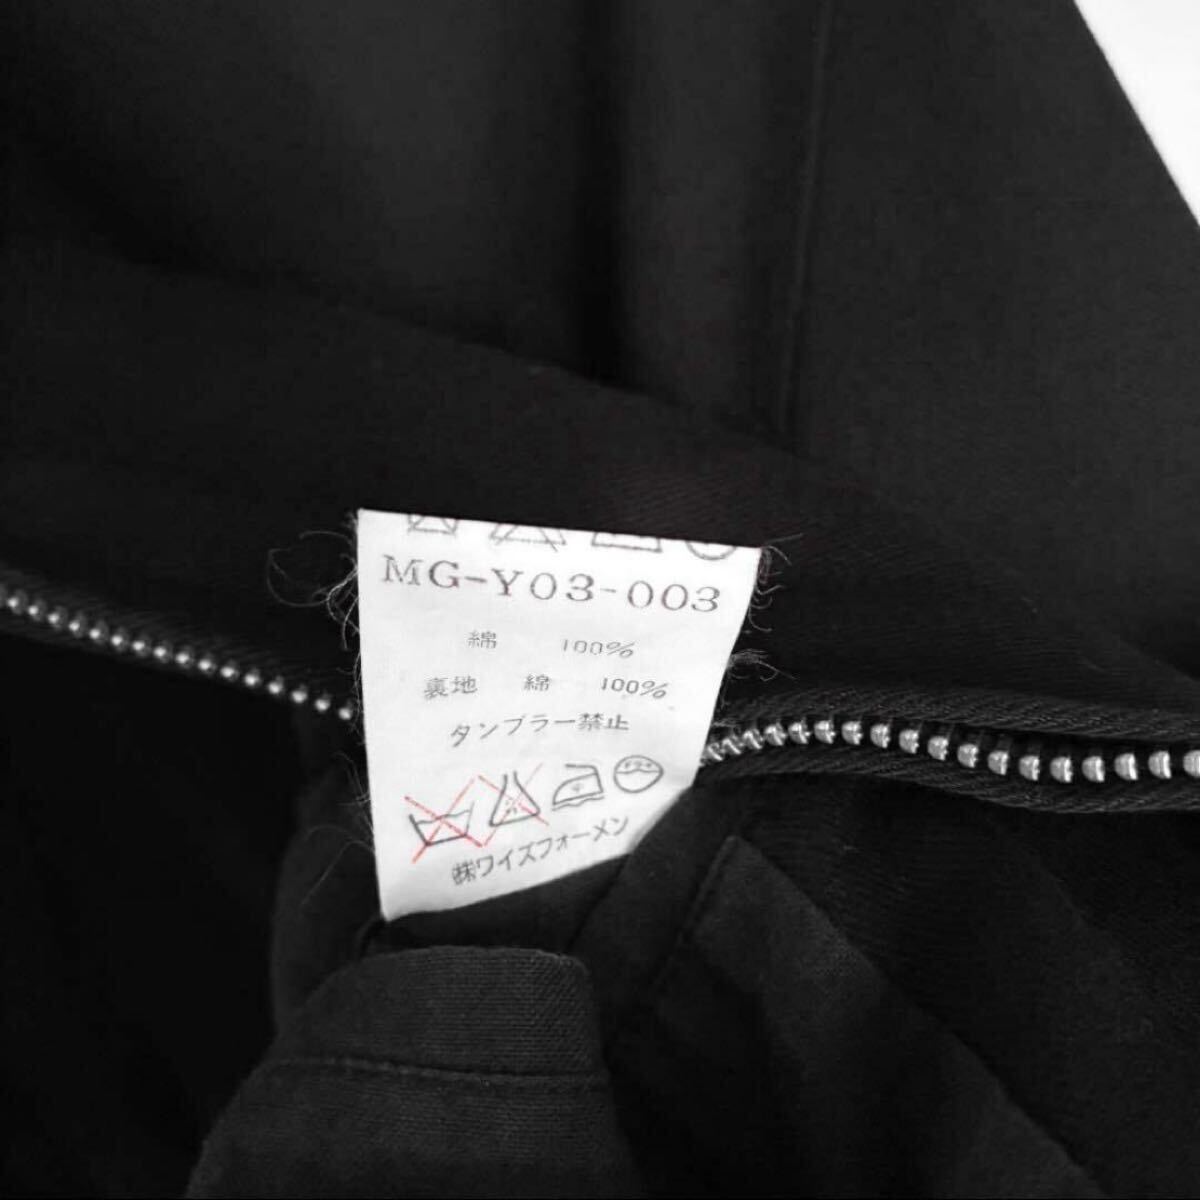 MG-Y03-003
綿 100%
裏地 綿 100%
タンブラー禁止
㈱ワイズフォーメン